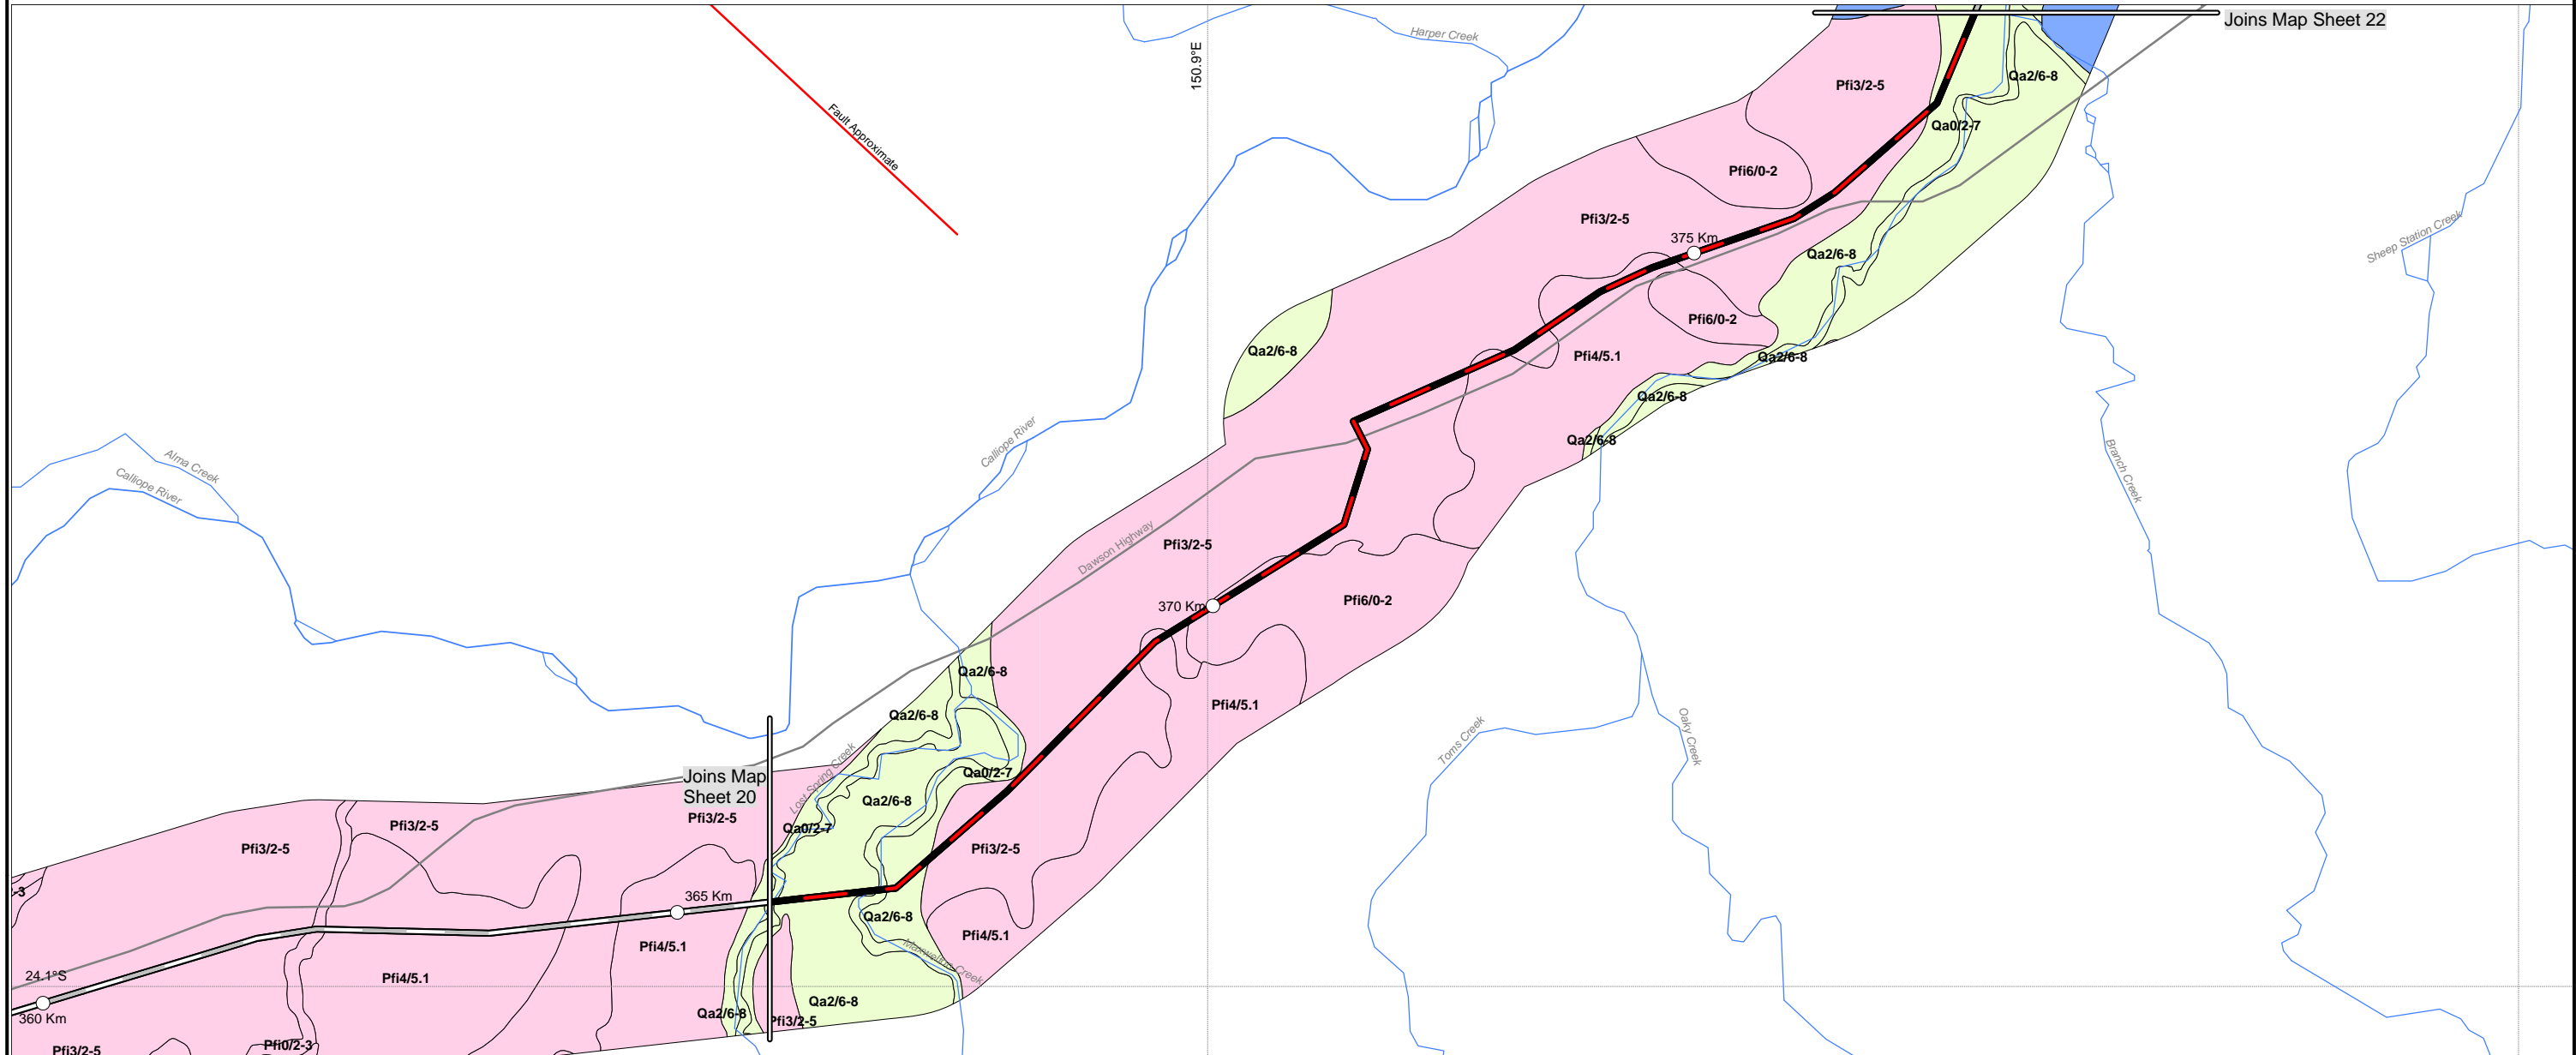 Joins Map Sheet 22
Harper Creek
150.9°E
Qa2/6-8
Pfi3/2-5
Fault Approximate
Qa0/2-7
Pfi6/0-2
Pfi3/2-5
375 Km
Sheep Station Creek
Qa2/6-8
Pfi6/0-2
Qa2/6-8
Pfi4/5.1
Qa2/6-8
Qa2/6-8
Calliope River
Qa2/6-8
Alma Creek
Calliope River
Branch Creek
Dawson Highway
Pfi3/2-5
370 Km
Pfi6/0-2
Qa2/6-8
Pfi4/5.1
Qa2/6-8
Toms Creek
Oaky Creek
Joins Map
Sheet 20
Lost Spring Creek
Qa0/2-7
Qa2/6-8
Pfi3/2-5
Pfi3/2-5
Qa0/2-7
Pfi3/2-5
Pfi3/2-5
-3
365 Km
Qa2/6-8
Pfi4/5.1
Pfi4/5.1
Creek
24.1°S
Pfi4/5.1
Qa2/6-8
360 Km
Qa2/6-8
Pfi3/2-5
Pfi0/2-3
Pfi3/2-5